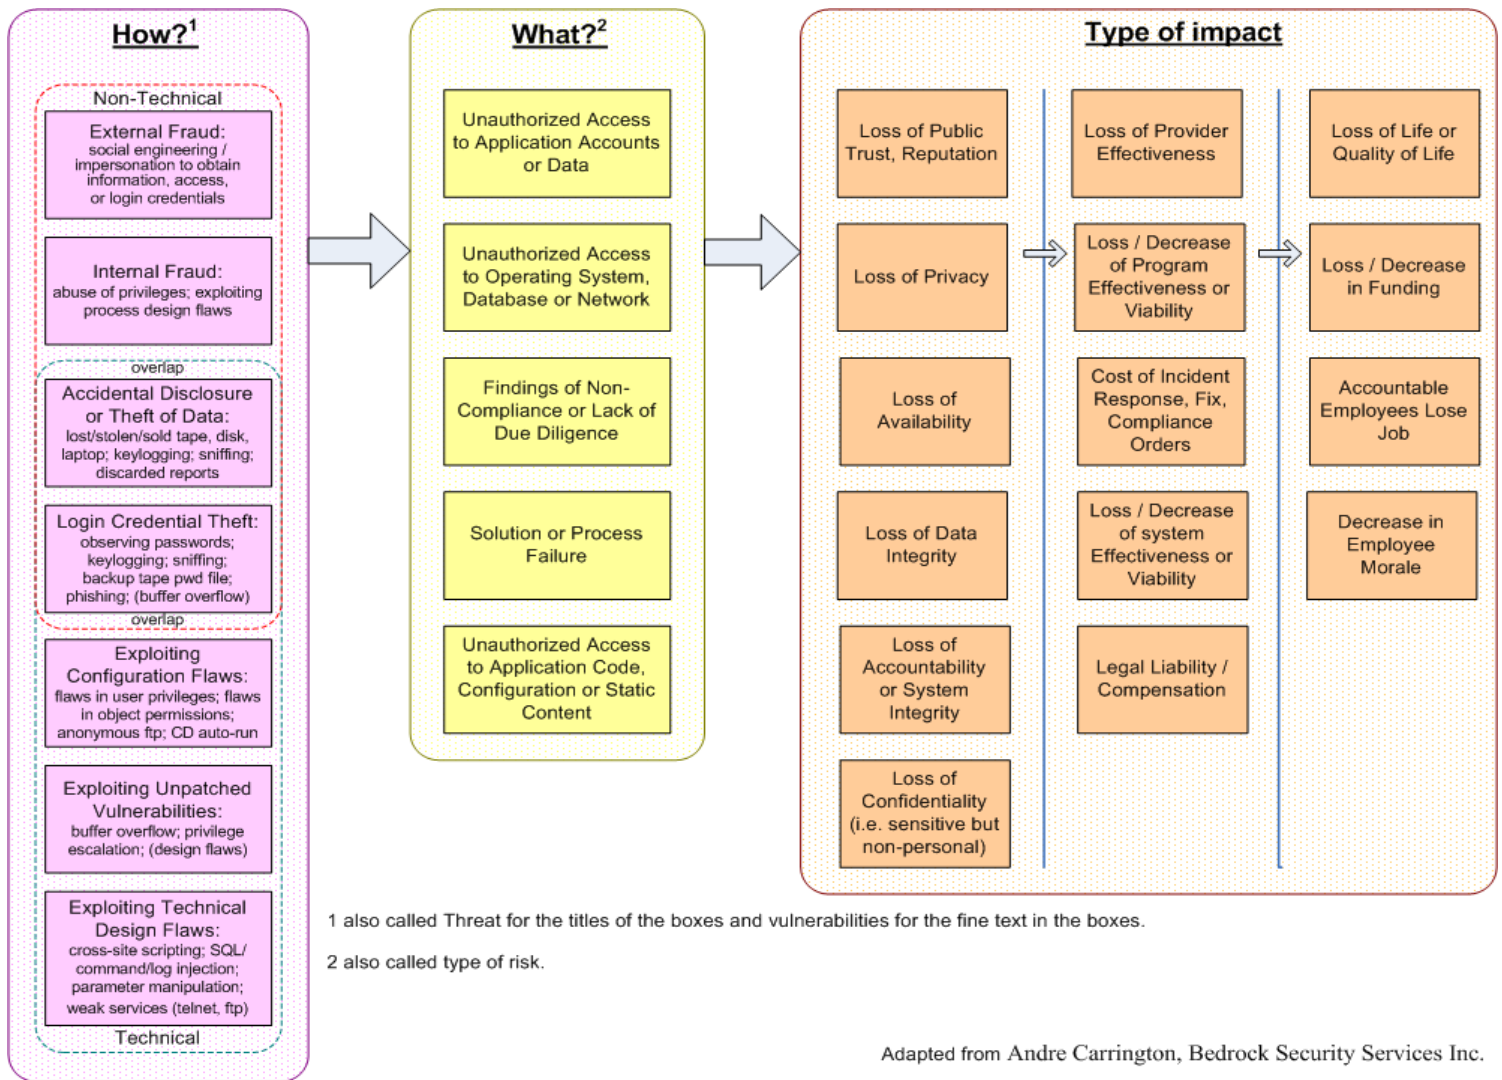 How?1
Non-Technical
External Fraud:
social engineering /
impersonation to obtain
information, access,
or login credentials
Internal Fraud:
abuse of privileges; exploiting
process design flaws
overlap
Accidental Disclosure
or Theft of Data:
lost/stolen/sold tape, disk,
laptop; keylogging; sniffing;
discarded reports
Login Credential Theft:
observing passwords;
keylogging; sniffing;
backup tape pwd file;
phishing; (buffer overflow)
overlap
Exploiting
Configuration Flaws:
flaws in user privileges; flaws
in object permissions;
anonymous ftp; CD auto-run
Exploiting Unpatched
Vulnerabilities:
buffer overflow; privilege
escalation; (design flaws)
Exploiting Technical
Design Flaws:
cross-site scripting; SQL/
command/log injection;
parameter manipulation;
weak services (telnet, ftp)
Technical
What?2
Unauthorized Access
to Application Accounts
or Data
Unauthorized Access
to Operating System,
Database or Network
Findings of Non-
Compliance or Lack of
Due Diligence
Solution or Process
Failure
Unauthorized Access
to Application Code,
Configuration or Static
Content
Type of impact
Loss of Public
Trust, Reputation
Loss of Privacy
Loss of
Availability
Loss of Data
Integrity
Loss of
Accountability
or System
Integrity
Loss of
Confidentiality
(i.e. sensitive but
non-personal)
Loss of Provider
Effectiveness
Loss / Decrease
of Program
Effectiveness or
Viability
Cost of Incident
Response, Fix,
Compliance
Orders
Loss / Decrease
of system
Effectiveness or
Viability
Legal Liability /
Compensation
Loss of Life or
Quality of Life
Loss / Decrease
in Funding
Accountable
Employees Lose
Job
Decrease in
Employee
Morale
1 also called Threat for the titles of the boxes and vulnerabilities for the fine text in the boxes.
2 also called type of risk.
Adapted from Andre Carrington, Bedrock Security Services Inc.